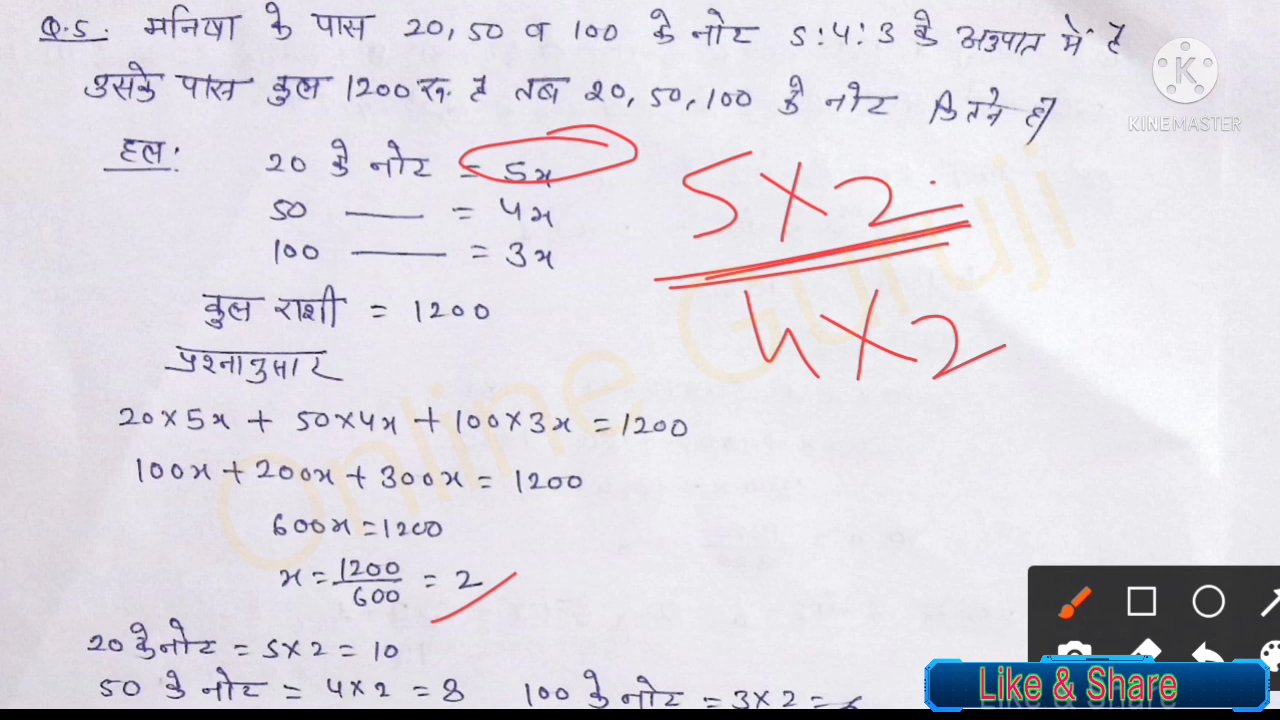 Q.5. मनिषा के पास 20, 50 व 100 के नोट 5:4:3 के अनुपात में है
उसके पास कुल 1200 रू. है तब 20, 50, 100 के नोट कितने हो
हल:
20 के नोट = 5x
50 —— = 4x
100 —— = 3x
कुल राशी = 1200
प्रश्नानुसार
20×5x + 50×4x + 100×3x = 1200
100x + 200x + 300x = 1200
600x = 1200
x = 1200/600 = 2
20 के नोट = 5×2 = 10
50 के नोट = 4×2 = 8 100 के नोट = 3×2 = 6
5×2
4×2
Online Guruji
K
KINEMASTER
Like & Share